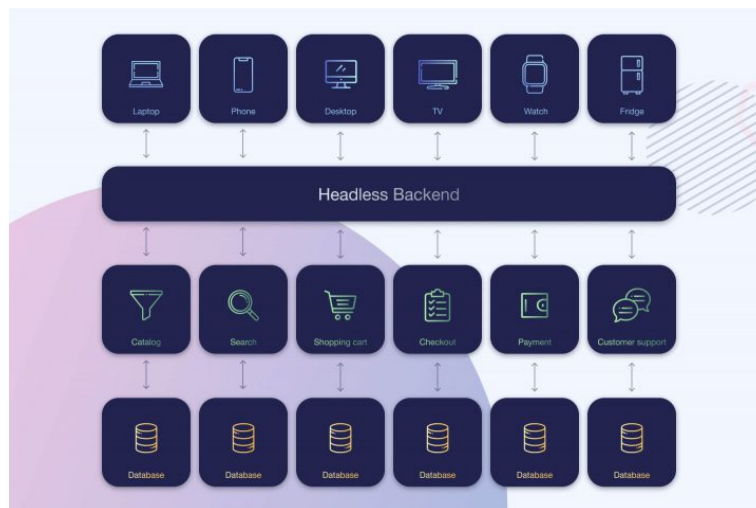 Laptop
Phone
Desktop
TV
Watch
Fridge
Headless Backend
Catalog
Search
Shopping cart
Checkout
Payment
Customer support
Database
Database
Database
Database
Database
Database